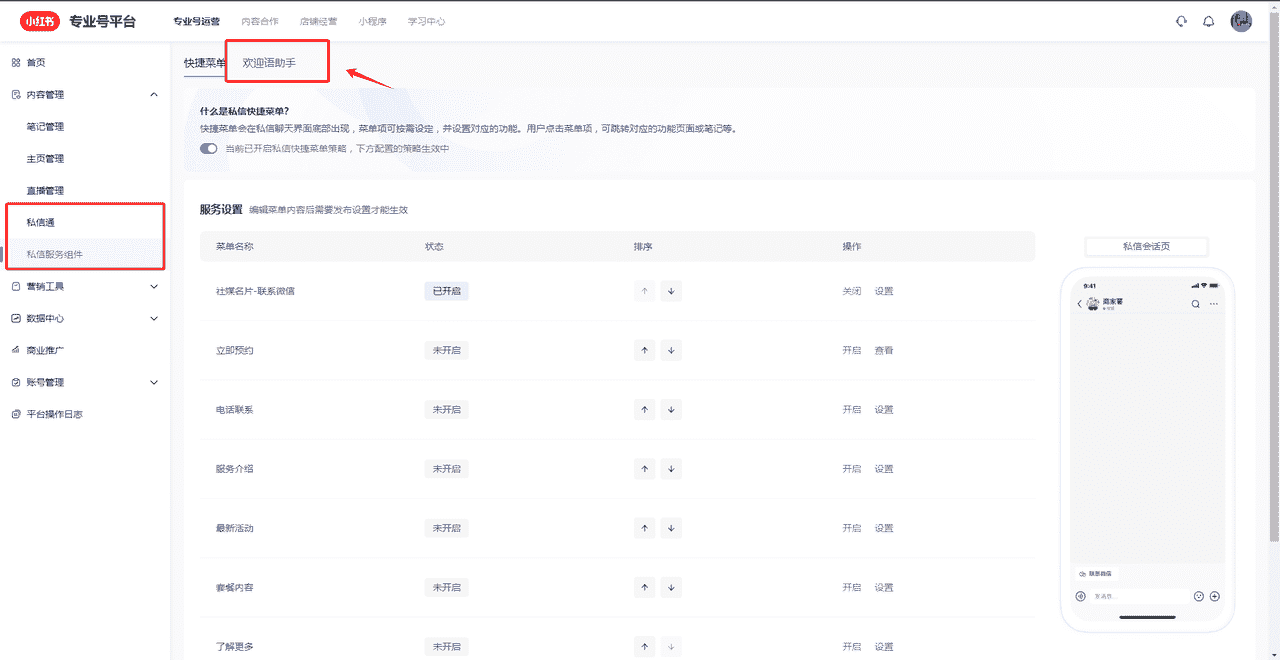 小红书 专业号平台 专业号运营 内容合作 店铺经营 小程序 学习中心
首页
内容管理
笔记管理
主页管理
直播管理
私信通
私信服务组件
营销工具
数据中心
商业推广
账号管理
平台操作日志
快捷菜单 欢迎语助手
什么是私信快捷菜单?
快捷菜单会在私信聊天界面底部出现，菜单项可按需设定，并设置对应的功能。用户点击菜单项，可跳转对应的功能页面或笔记等。
当前已开启私信快捷菜单策略，下方配置的策略生效中
服务设置 编辑菜单内容后需要发布设置才能生效
菜单名称 状态 排序 操作
社媒名片-联系微信 已开启 ↑ ↓ 关闭 设置
立即预约 未开启 ↑ ↓ 开启 查看
电话联系 未开启 ↑ ↓ 开启 设置
服务介绍 未开启 ↑ ↓ 开启 设置
最新活动 未开启 ↑ ↓ 开启 设置
套餐内容 未开启 ↑ ↓ 开启 设置
了解更多 未开启 ↑ ↓ 开启 设置
私信会话页
9:41
商家薯
联系微信
发消息...